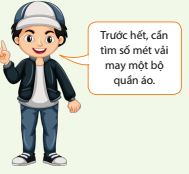 Trước hết, cần
tìm số mét vải
may một bộ
quần áo.